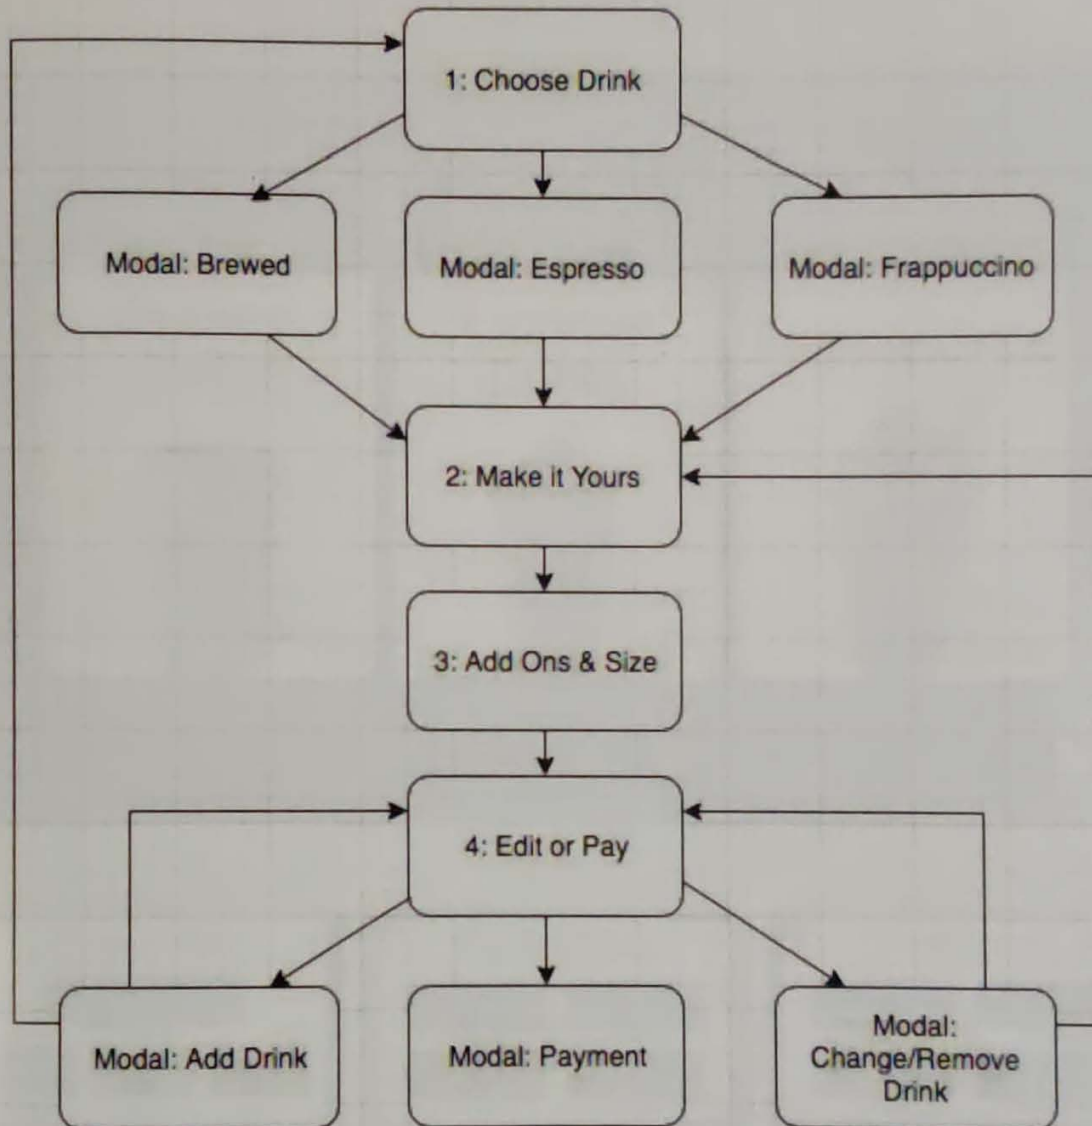 1: Choose Drink
Modal: Brewed
Modal: Espresso
Modal: Frappuccino
2: Make it Yours
3: Add Ons & Size
4: Edit or Pay
Modal: Add Drink
Modal: Payment
Modal:
Change/Remove
Drink